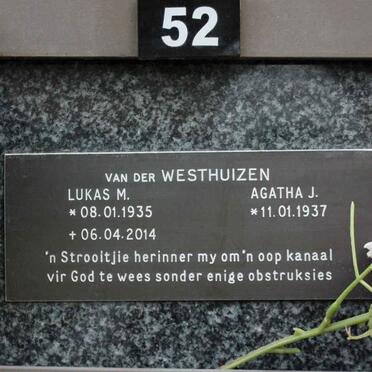 52
VAN DER WESTHUIZEN
LUKAS M. AGATHA J.
* 08.01.1935 * 11.01.1937
+ 06.04.2014
'n Strooitjie herinner my om 'n oop kanaal
vir God te wees sonder enige obstruksies